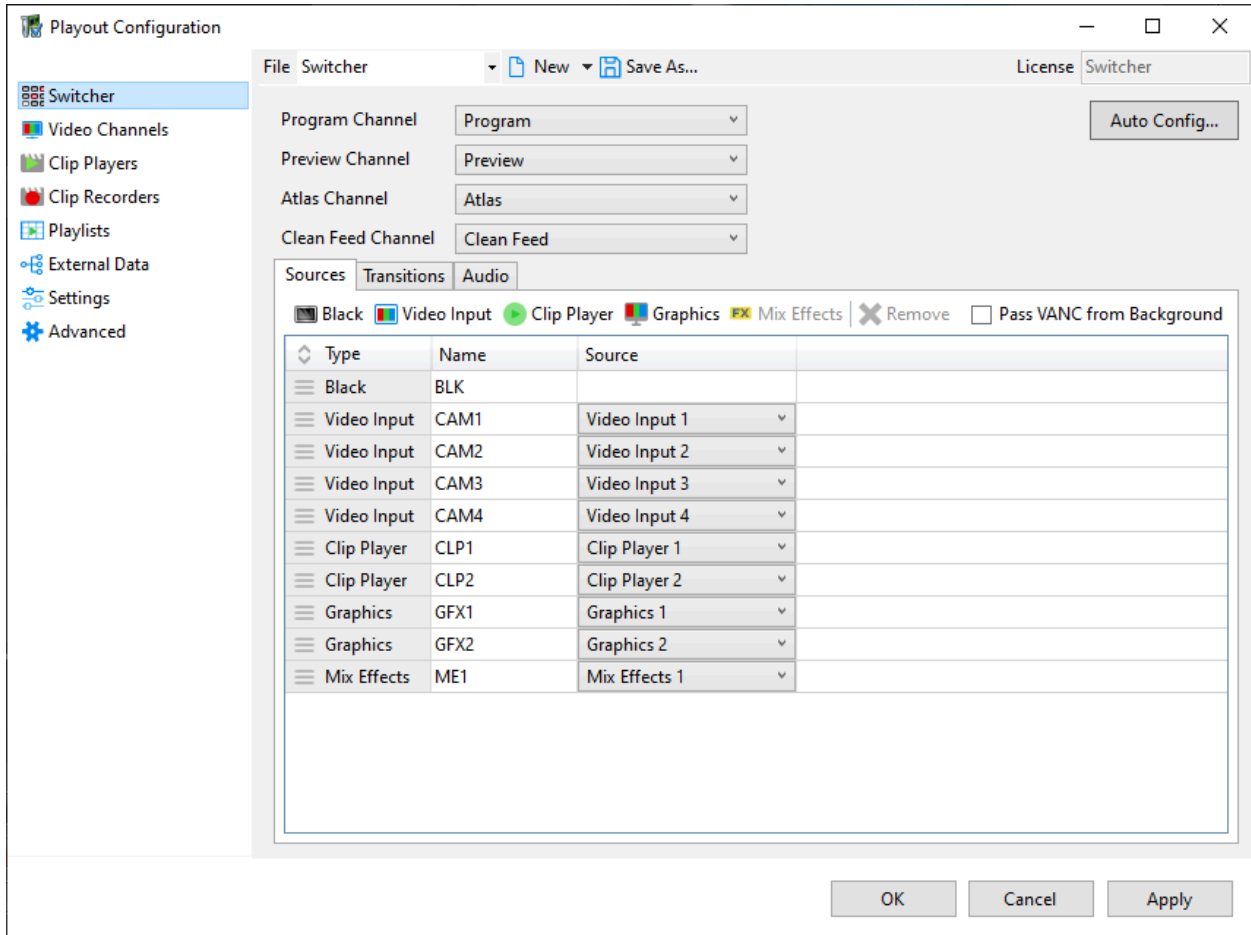 Playout Configuration
File Switcher New Save As... License Switcher
Switcher
Video Channels
Clip Players
Clip Recorders
Playlists
External Data
Settings
Advanced
Program Channel Program Auto Config...
Preview Channel Preview
Atlas Channel Atlas
Clean Feed Channel Clean Feed
Sources Transitions Audio
Black Video Input Clip Player Graphics FX Mix Effects Remove Pass VANC from Background
Type Name Source
Black BLK
Video Input CAM1 Video Input 1
Video Input CAM2 Video Input 2
Video Input CAM3 Video Input 3
Video Input CAM4 Video Input 4
Clip Player CLP1 Clip Player 1
Clip Player CLP2 Clip Player 2
Graphics GFX1 Graphics 1
Graphics GFX2 Graphics 2
Mix Effects ME1 Mix Effects 1
OK Cancel Apply